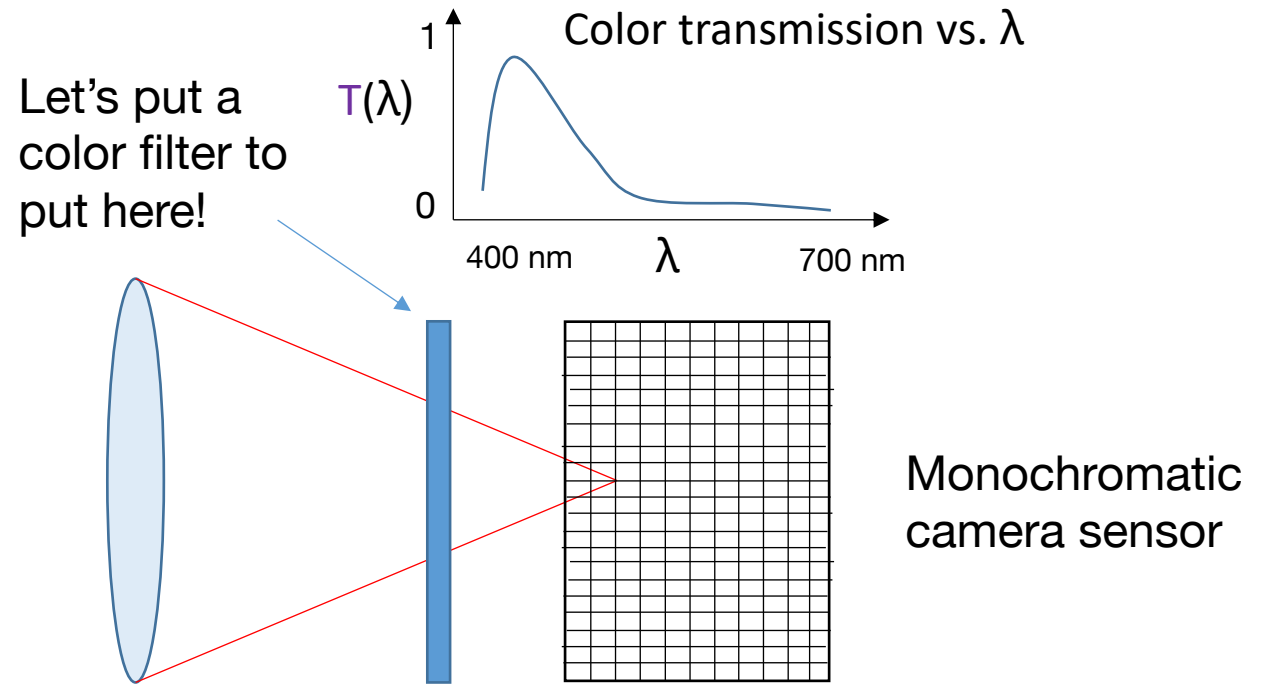 Color transmission vs. λ
1
T(λ)
0
400 nm
λ
700 nm
Let's put a
color filter to
put here!
Monochromatic
camera sensor